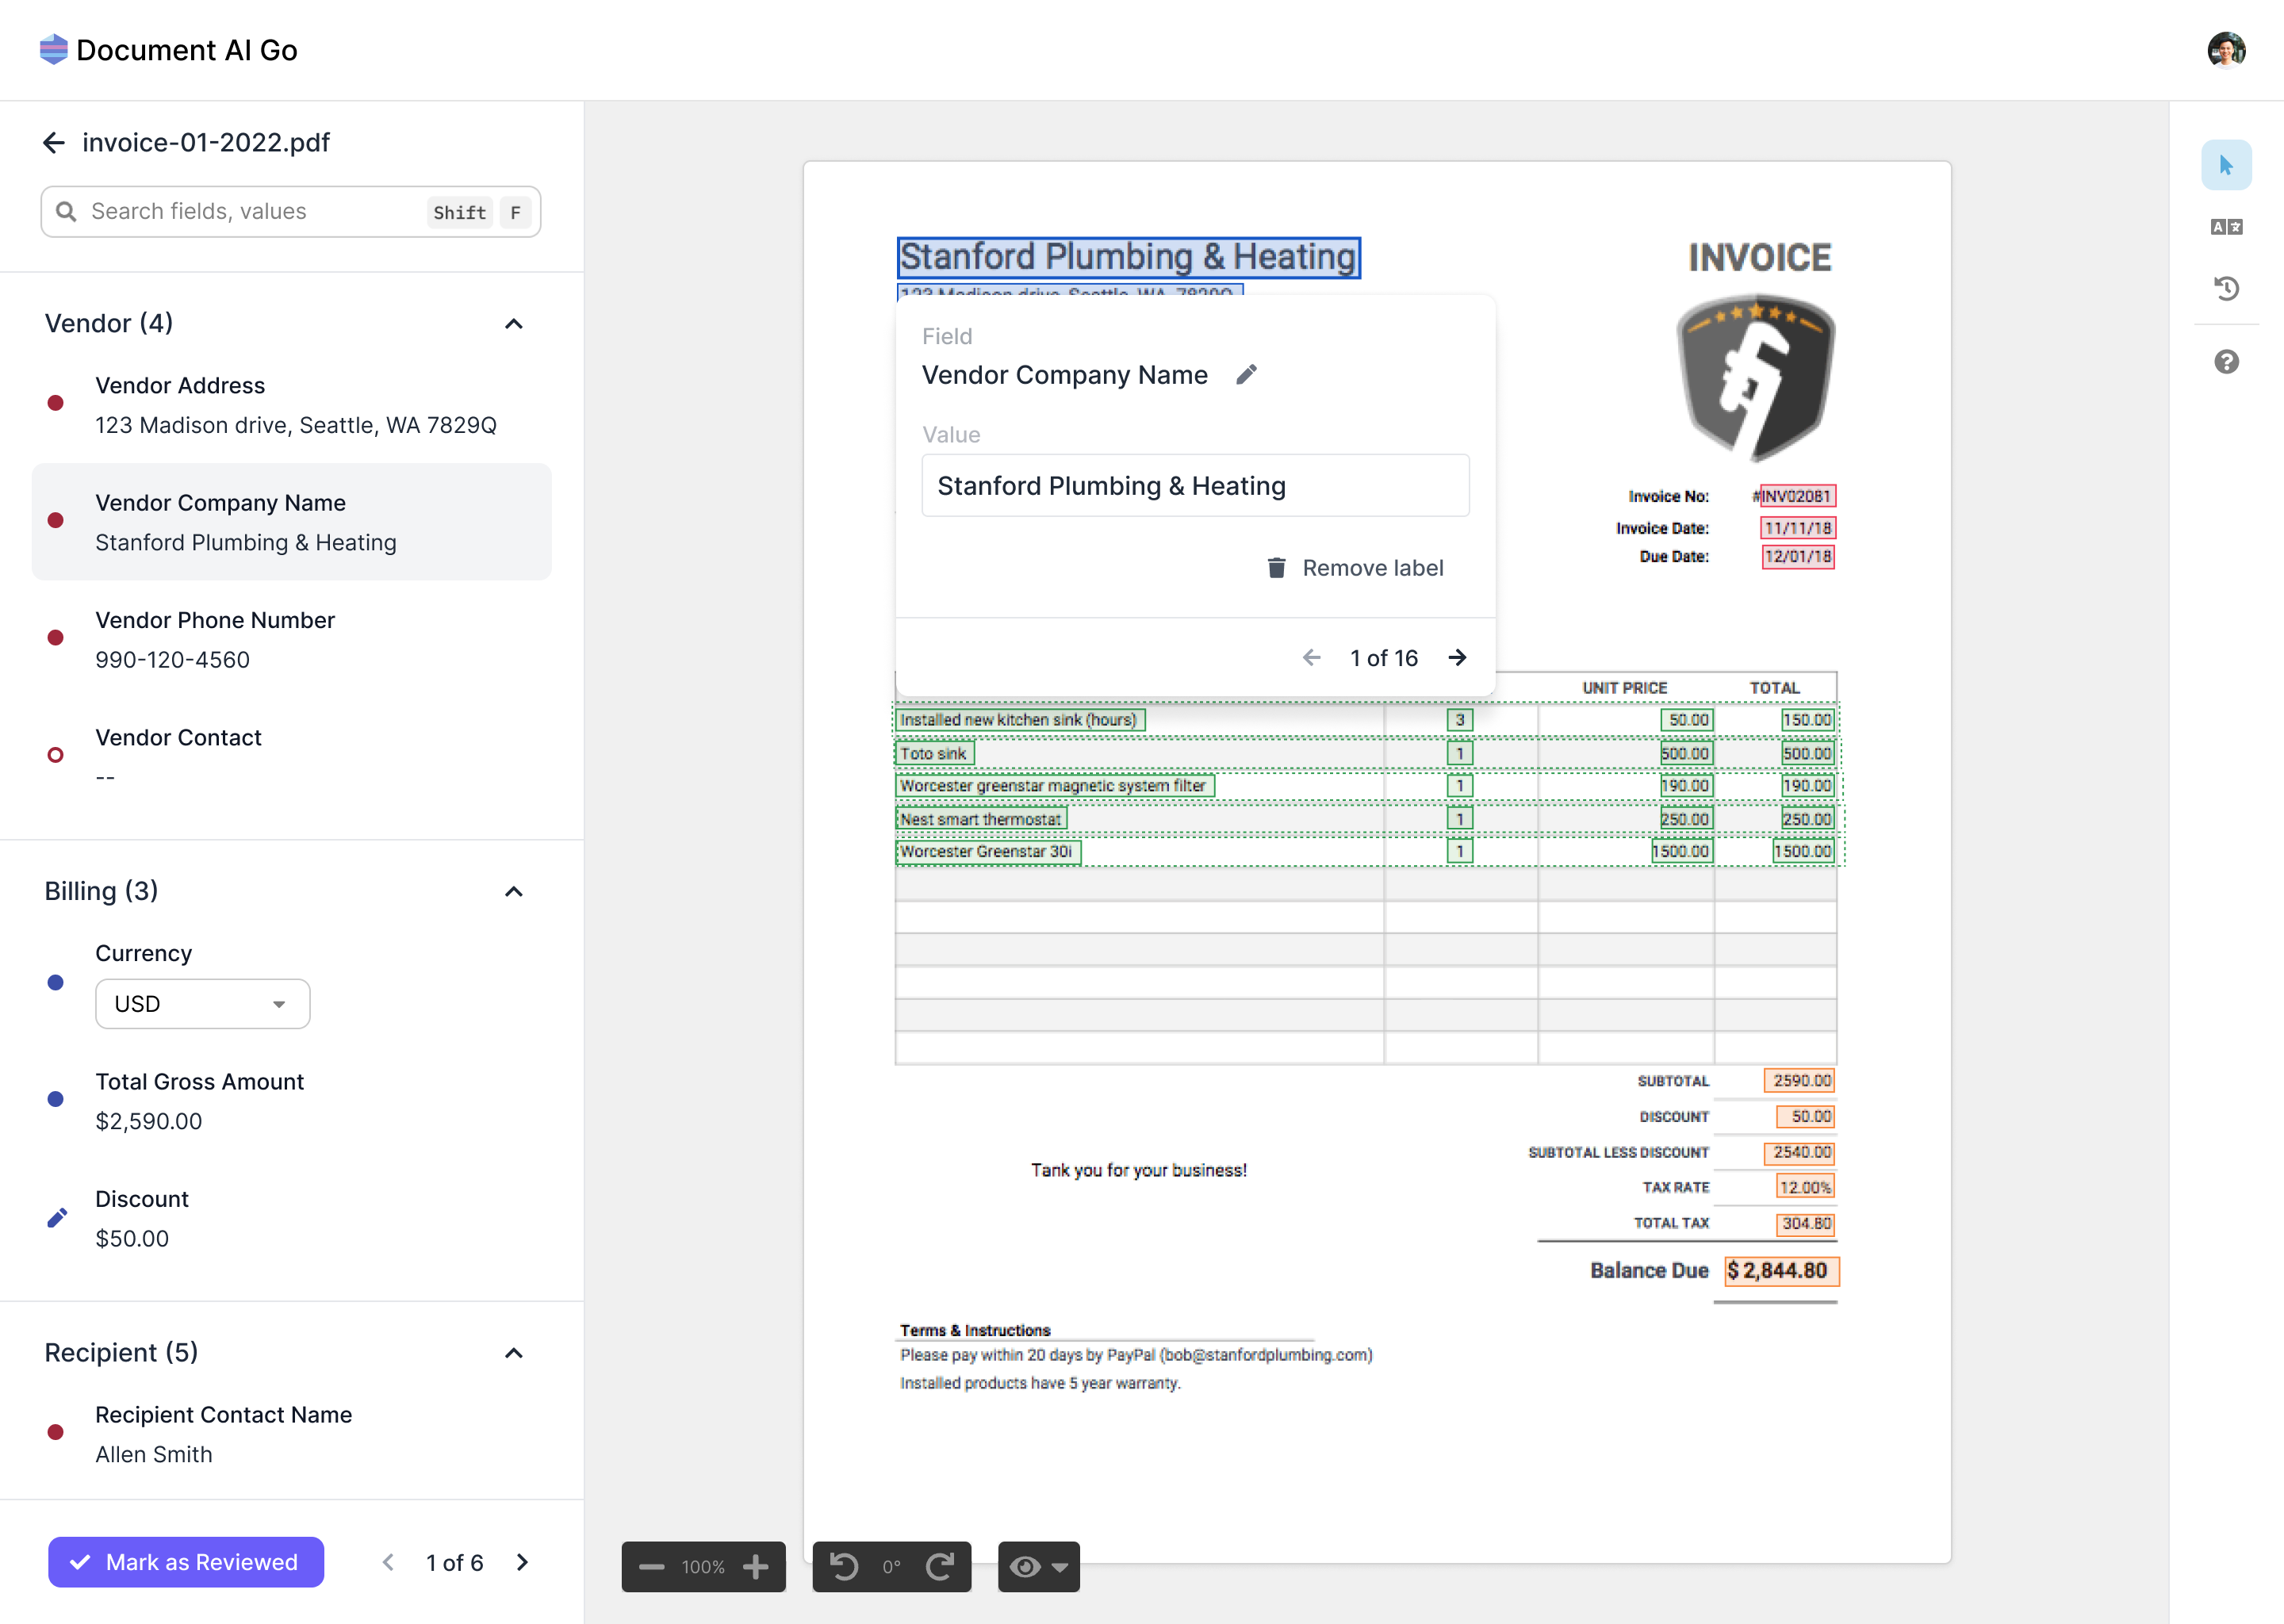 Document AI Go
invoice-01-2022.pdf
Search fields, values Shift F
Vendor (4)
Vendor Address
123 Madison drive, Seattle, WA 7829Q
Vendor Company Name
Stanford Plumbing & Heating
Vendor Phone Number
990-120-4560
Vendor Contact
--
Billing (3)
Currency
USD
Total Gross Amount
$2,590.00
Discount
$50.00
Recipient (5)
Recipient Contact Name
Allen Smith
Mark as Reviewed
1 of 6
Stanford Plumbing & Heating
INVOICE
123 Madison drive, Seattle, WA, 7829Q
Field
Vendor Company Name
Value
Stanford Plumbing & Heating
Remove label
1 of 16
Invoice No: #INV02081
Invoice Date: 11/11/18
Due Date: 12/01/18
UNIT PRICE TOTAL
Installed new kitchen sink (hours) 3 50.00 150.00
Toto sink 1 500.00 500.00
Worcester greenstar magnetic system filter 1 190.00 190.00
Nest smart thermostat 1 250.00 250.00
Worcester Greenstar 30i 1 1500.00 1500.00
SUBTOTAL 2590.00
DISCOUNT 50.00
SUBTOTAL LESS DISCOUNT 2540.00
Tank you for your business!
TAX RATE 12.00%
TOTAL TAX 304.80
Balance Due $ 2,844.80
Terms & Instructions
Please pay within 20 days by PayPal (bob@stanfordplumbing.com)
Installed products have 5 year warranty.
100%
0°
A